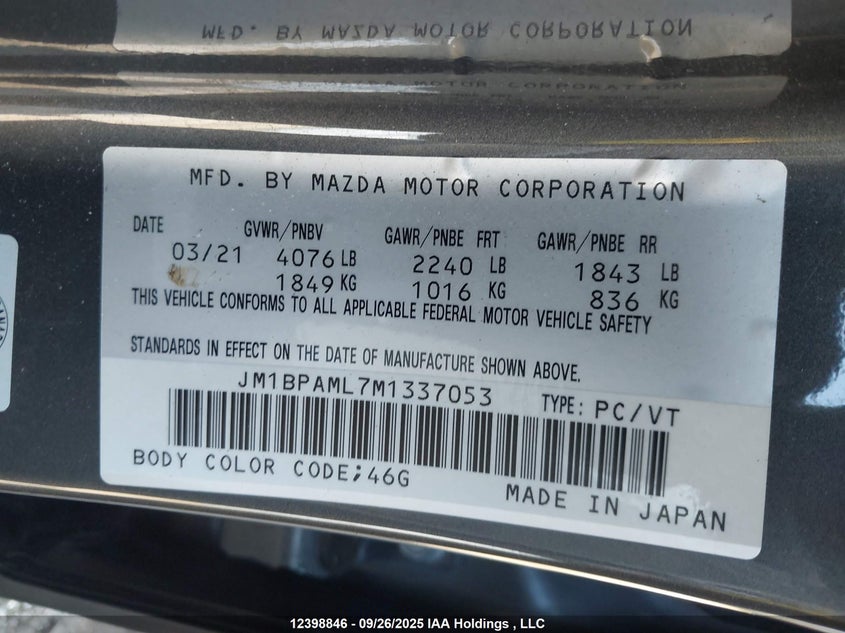 MFD. BY MAZDA MOTOR CORPORATION
MFD. BY MAZDA MOTOR CORPORATION
DATE GVWR/PNBV GAWR/PNBE FRT GAWR/PNBE RR
03/21 4076 LB 2240 LB 1843 LB
1849 KG 1016 KG 836 KG
THIS VEHICLE CONFORMS TO ALL APPLICABLE FEDERAL MOTOR VEHICLE SAFETY
STANDARDS IN EFFECT ON THE DATE OF MANUFACTURE SHOWN ABOVE.
JM1BPAML7M1337053 TYPE: PC/VT
BODY COLOR CODE;46G
MADE IN JAPAN
12398846 - 09/26/2025 IAA Holdings , LLC